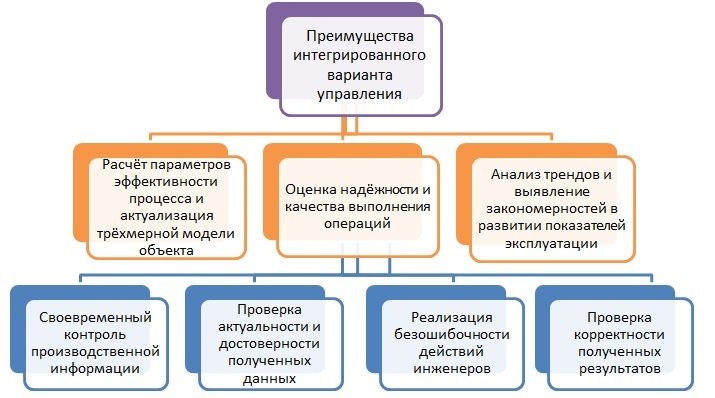 Преимущества
интегрированного
варианта
управления
Расчёт параметров
эффективности
процесса и
актуализация
трёхмерной модели
объекта
Оценка надёжности и
качества выполнения
операций
Анализ трендов и
выявление
закономерностей в
развитии показателей
эксплуатации
Своевременный
контроль
производственной
информации
Проверка
актуальности и
достоверности
полученных
данных
Реализация
безошибочности
действий
инженеров
Проверка
корректности
полученных
результатов